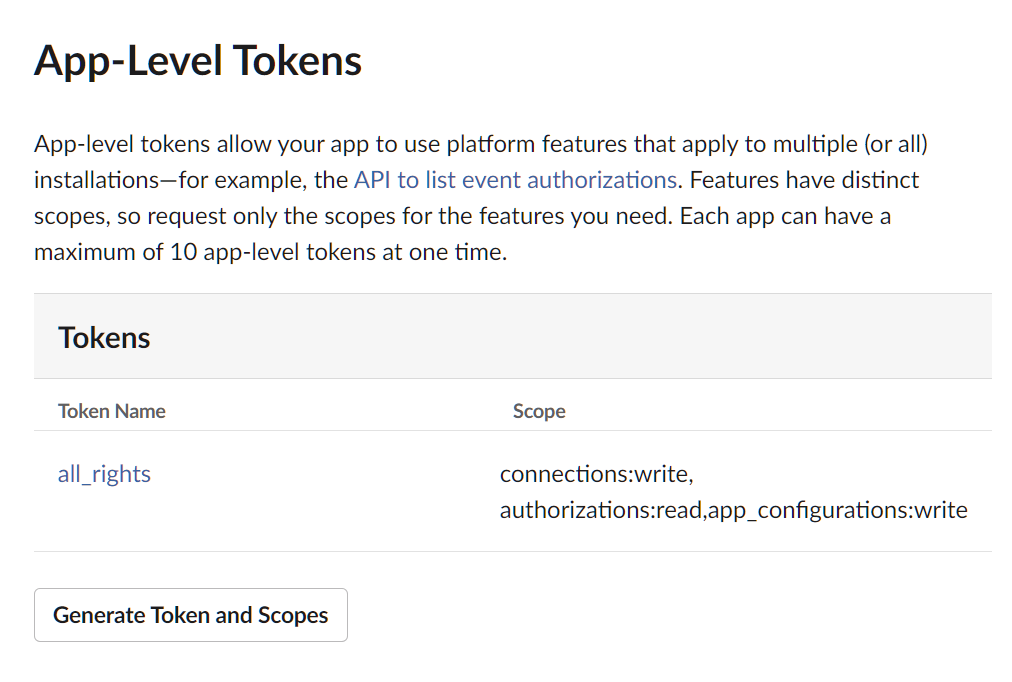 App-Level Tokens
App-level tokens allow your app to use platform features that apply to multiple (or all)
installations—for example, the API to list event authorizations. Features have distinct
scopes, so request only the scopes for the features you need. Each app can have a
maximum of 10 app-level tokens at one time.
Tokens
Token Name Scope
all_rights connections:write,
authorizations:read,app_configurations:write
Generate Token and Scopes